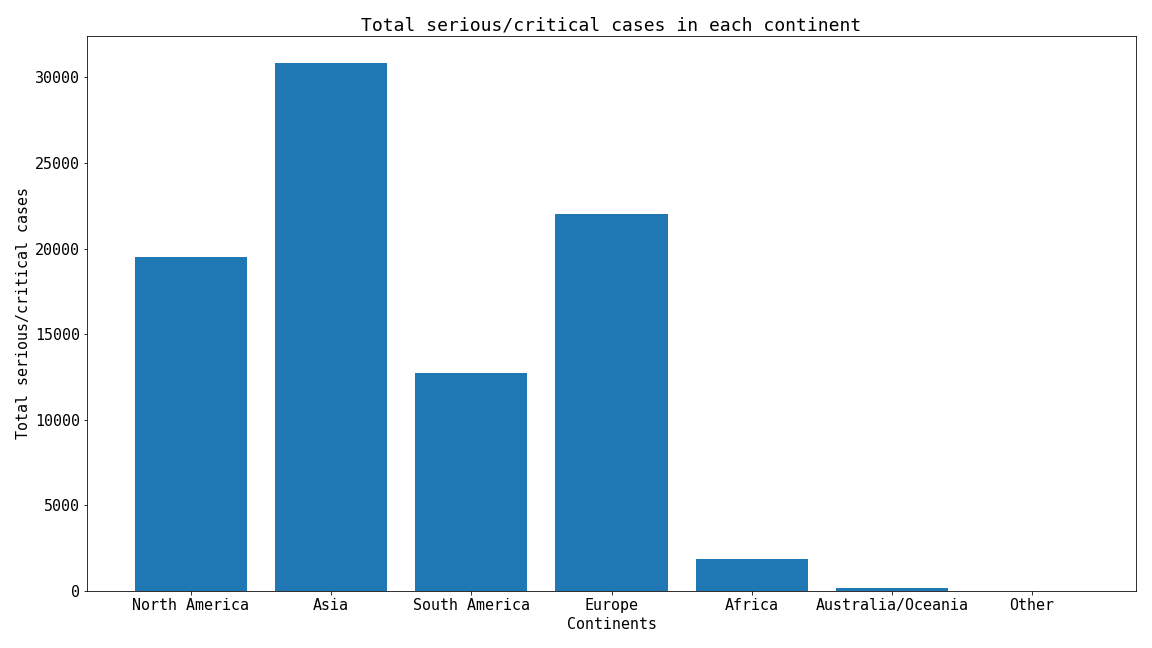 Total serious/critical cases in each continent
Total serious/critical cases
30000
25000
20000
15000
10000
5000
0
North America Asia South America Europe Africa Australia/Oceania Other
Continents